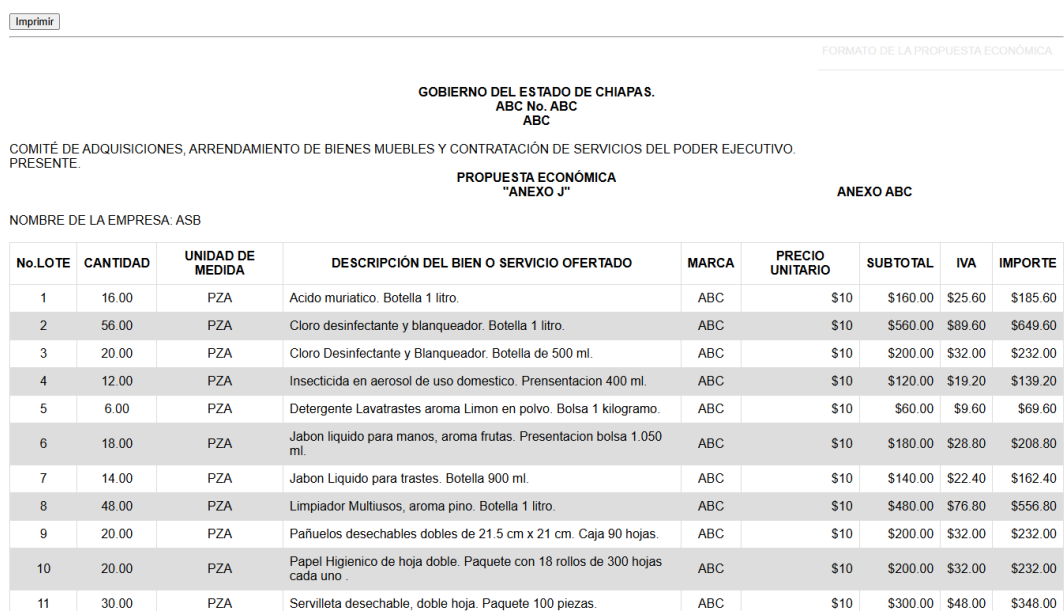 Imprimir
FORMATO DE LA PROPUESTA ECONÓMICA
GOBIERNO DEL ESTADO DE CHIAPAS.
ABC No. ABC
ABC
COMITÉ DE ADQUISICIONES, ARRENDAMIENTO DE BIENES MUEBLES Y CONTRATACIÓN DE SERVICIOS DEL PODER EJECUTIVO.
PRESENTE.
PROPUESTA ECONÓMICA
"ANEXO J" ANEXO ABC
NOMBRE DE LA EMPRESA: ASB
No.LOTE CANTIDAD UNIDAD DE MEDIDA DESCRIPCIÓN DEL BIEN O SERVICIO OFERTADO MARCA PRECIO UNITARIO SUBTOTAL IVA IMPORTE
1 16.00 PZA Acido muriatico. Botella 1 litro. ABC $10 $160.00 $25.60 $185.60
2 56.00 PZA Cloro desinfectante y blanqueador. Botella 1 litro. ABC $10 $560.00 $89.60 $649.60
3 20.00 PZA Cloro Desinfectante y Blanqueador. Botella de 500 ml. ABC $10 $200.00 $32.00 $232.00
4 12.00 PZA Insecticida en aerosol de uso domestico. Prensentacion 400 ml. ABC $10 $120.00 $19.20 $139.20
5 6.00 PZA Detergente Lavatrastes aroma Limon en polvo. Bolsa 1 kilogramo. ABC $10 $60.00 $9.60 $69.60
6 18.00 PZA Jabon liquido para manos, aroma frutas. Presentacion bolsa 1.050 ml. ABC $10 $180.00 $28.80 $208.80
7 14.00 PZA Jabon Liquido para trastes. Botella 900 ml. ABC $10 $140.00 $22.40 $162.40
8 48.00 PZA Limpiador Multiusos, aroma pino. Botella 1 litro. ABC $10 $480.00 $76.80 $556.80
9 20.00 PZA Pañuelos desechables dobles de 21.5 cm x 21 cm. Caja 90 hojas. ABC $10 $200.00 $32.00 $232.00
10 20.00 PZA Papel Higienico de hoja doble. Paquete con 18 rollos de 300 hojas cada uno . ABC $10 $200.00 $32.00 $232.00
11 30.00 PZA Servilleta desechable, doble hoja. Paquete 100 piezas. ABC $10 $300.00 $48.00 $348.00